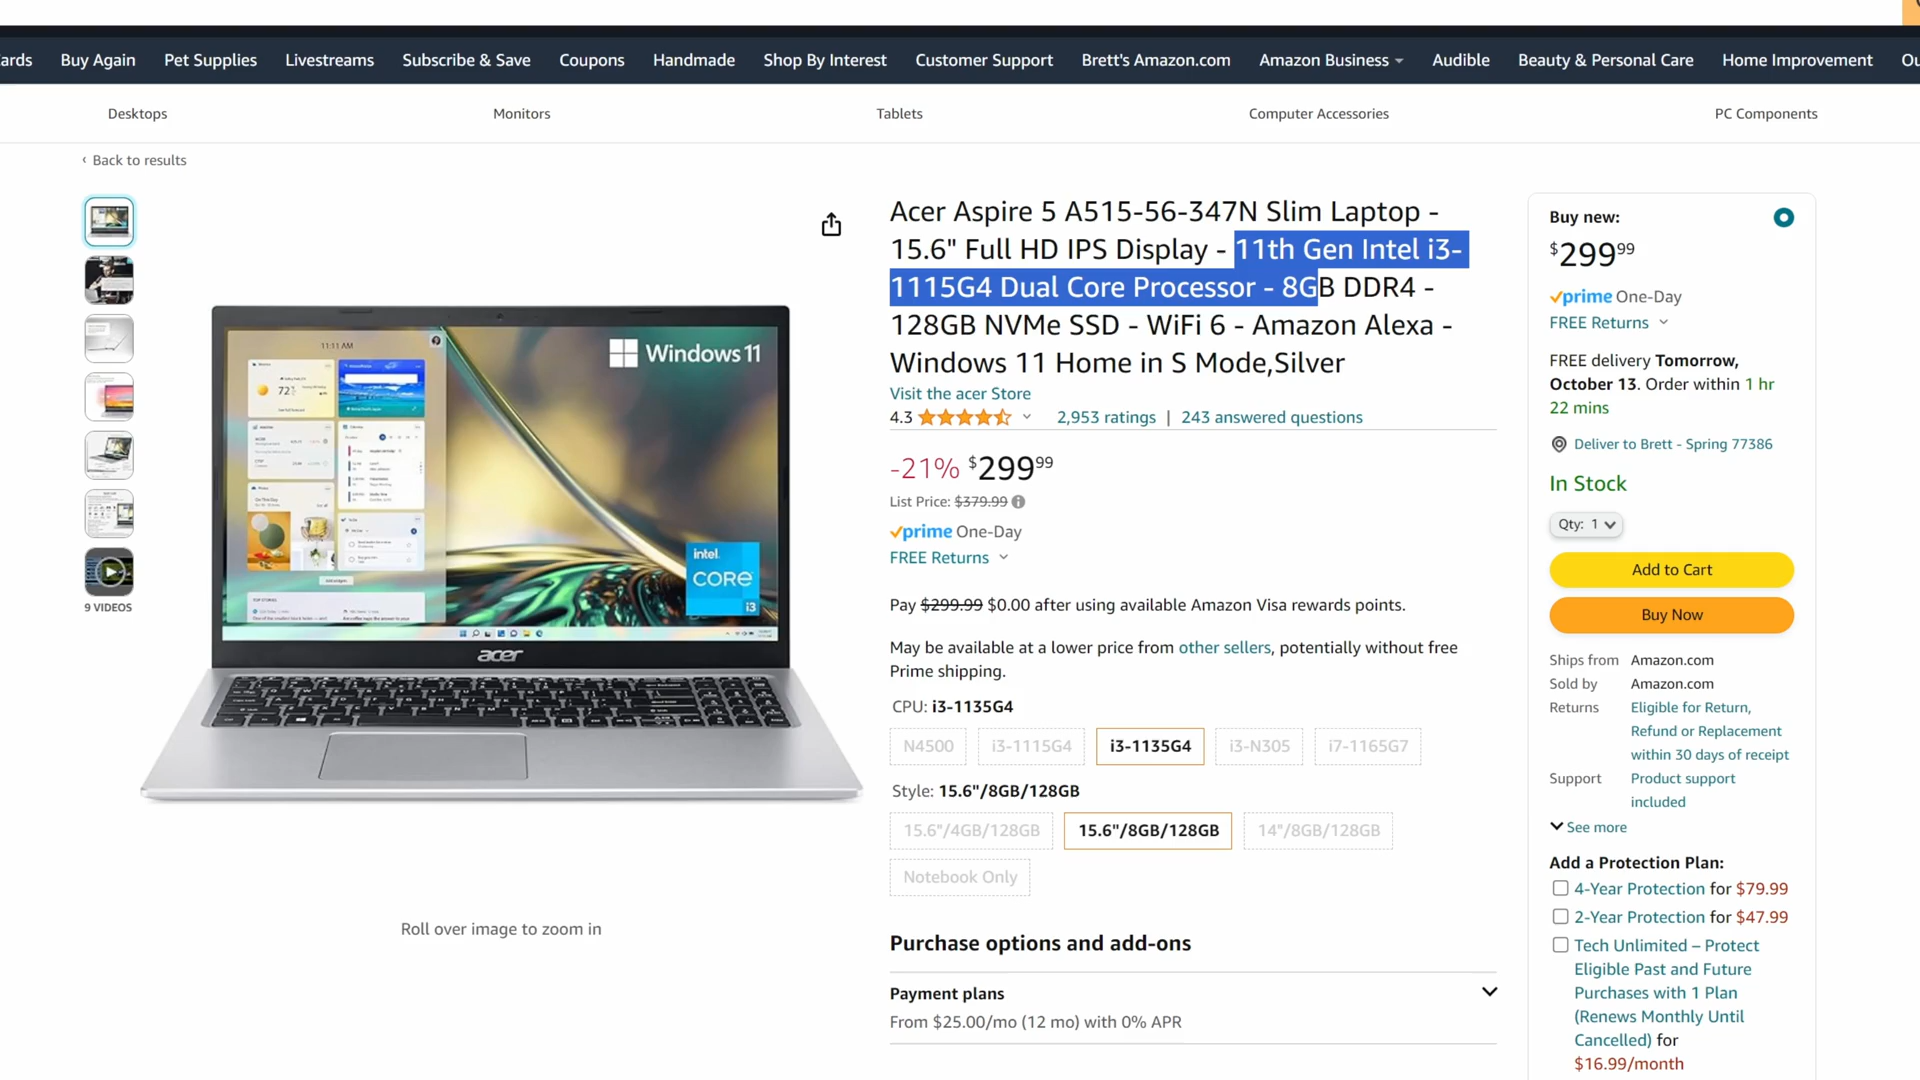 ards Buy Again Pet Supplies Livestreams Subscribe & Save Coupons Handmade Shop By Interest Customer Support Brett's Amazon.com Amazon Business Audible Beauty & Personal Care Home Improvement Ou
Desktops Monitors Tablets Computer Accessories PC Components
‹ Back to results
9 VIDEOS
11:11 AM
72°
Windows 11
intel
CORE
i3
acer
Roll over image to zoom in
Acer Aspire 5 A515-56-347N Slim Laptop -
15.6" Full HD IPS Display - 11th Gen Intel i3-
1115G4 Dual Core Processor - 8GB DDR4 -
128GB NVMe SSD - WiFi 6 - Amazon Alexa -
Windows 11 Home in S Mode,Silver
Visit the acer Store
4.3 2,953 ratings | 243 answered questions
-21% $299 99
List Price: $379.99
prime One-Day
FREE Returns
Pay $299.99 $0.00 after using available Amazon Visa rewards points.
May be available at a lower price from other sellers, potentially without free
Prime shipping.
CPU: i3-1135G4
N4500 i3-1115G4 i3-1135G4 i3-N305 i7-1165G7
Style: 15.6"/8GB/128GB
15.6"/4GB/128GB 15.6"/8GB/128GB 14"/8GB/128GB
Notebook Only
Purchase options and add-ons
Payment plans
From $25.00/mo (12 mo) with 0% APR
Buy new:
$299 99
prime One-Day
FREE Returns
FREE delivery Tomorrow,
October 13. Order within 1 hr
22 mins
Deliver to Brett - Spring 77386
In Stock
Qty: 1
Add to Cart
Buy Now
Ships from Amazon.com
Sold by Amazon.com
Returns Eligible for Return,
Refund or Replacement
within 30 days of receipt
Support Product support
included
See more
Add a Protection Plan:
4-Year Protection for $79.99
2-Year Protection for $47.99
Tech Unlimited – Protect
Eligible Past and Future
Purchases with 1 Plan
(Renews Monthly Until
Cancelled) for
$16.99/month